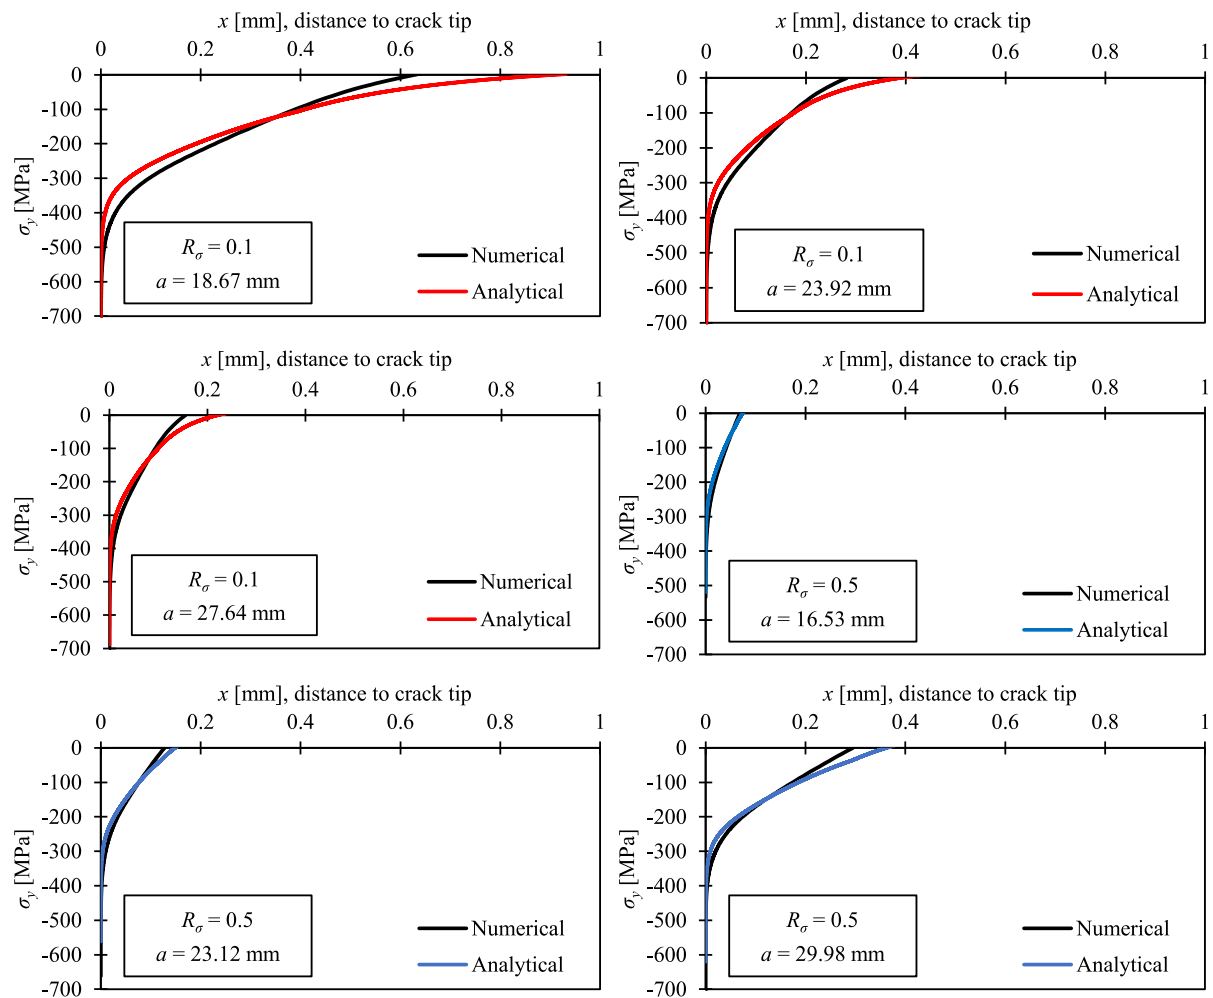 x [mm], distance to crack tip
0 0.2 0.4 0.6 0.8 1
0
-100
-200
-300
-400
-500
-600
-700
σy [MPa]
Rσ = 0.1
a = 18.67 mm
Numerical
Analytical
x [mm], distance to crack tip
0 0.2 0.4 0.6 0.8 1
0
-100
-200
-300
-400
-500
-600
-700
σy [MPa]
Rσ = 0.1
a = 23.92 mm
Numerical
Analytical
x [mm], distance to crack tip
0 0.2 0.4 0.6 0.8 1
0
-100
-200
-300
-400
-500
-600
-700
σy [MPa]
Rσ = 0.1
a = 27.64 mm
Numerical
Analytical
x [mm], distance to crack tip
0 0.2 0.4 0.6 0.8 1
0
-100
-200
-300
-400
-500
-600
-700
σy [MPa]
Rσ = 0.5
a = 16.53 mm
Numerical
Analytical
x [mm], distance to crack tip
0 0.2 0.4 0.6 0.8 1
0
-100
-200
-300
-400
-500
-600
-700
σy [MPa]
Rσ = 0.5
a = 23.12 mm
Numerical
Analytical
x [mm], distance to crack tip
0 0.2 0.4 0.6 0.8 1
0
-100
-200
-300
-400
-500
-600
-700
σy [MPa]
Rσ = 0.5
a = 29.98 mm
Numerical
Analytical